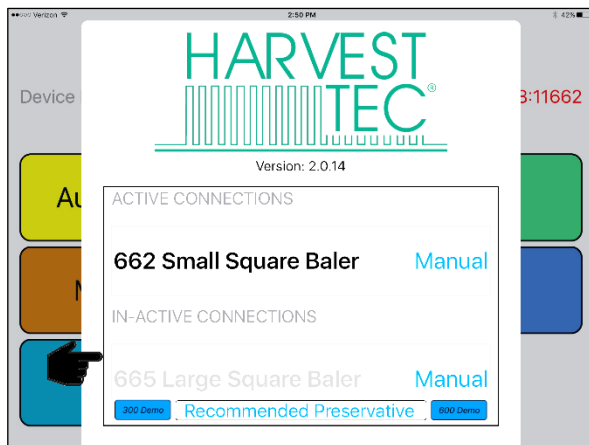 Verizon 2:50 PM 42%
HARVEST
TEC®
Device 3:11662
Version: 2.0.14
Au
ACTIVE CONNECTIONS
662 Small Square Baler Manual
IN-ACTIVE CONNECTIONS
665 Large Square Baler Manual
300 Demo Recommended Preservative 600 Demo